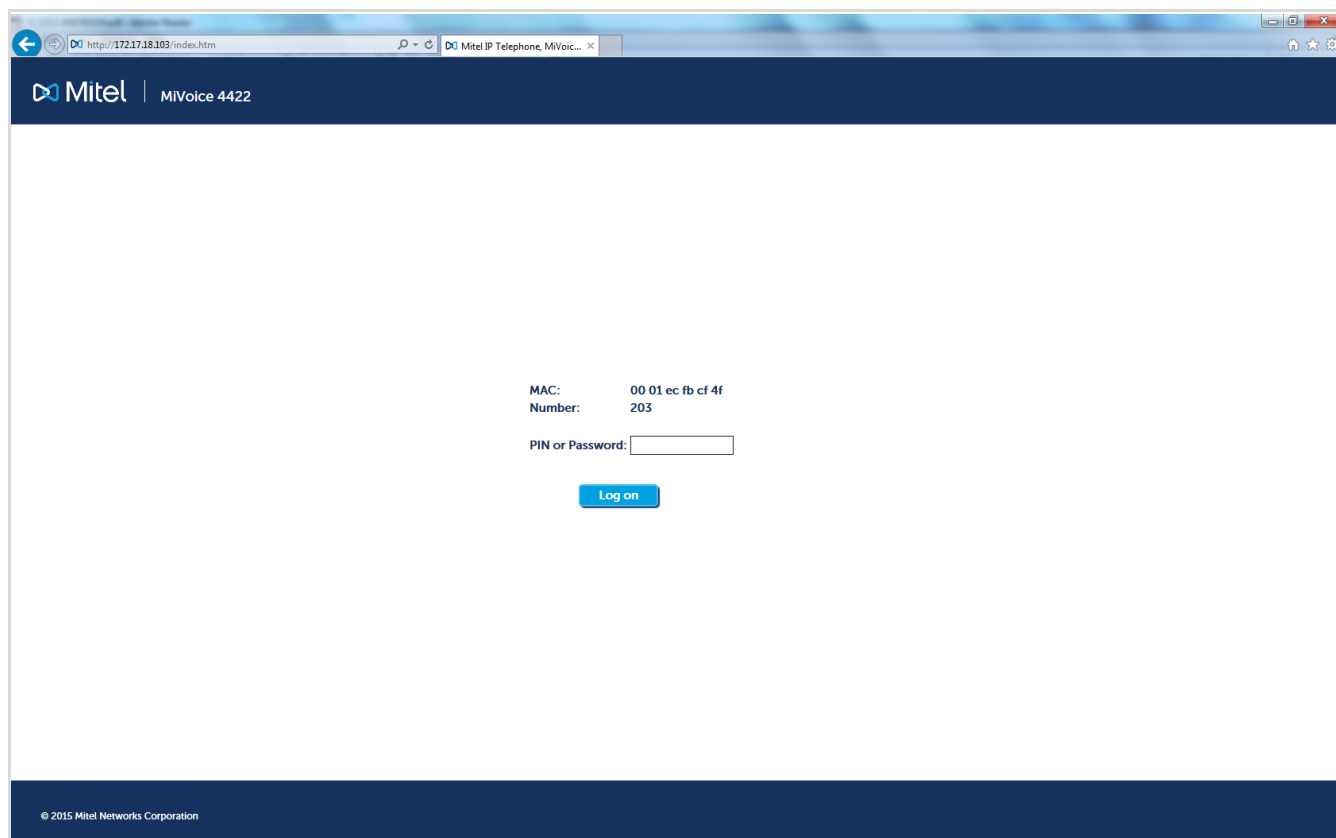 http://172.17.18.103/index.htm
Mitel IP Telephone, MiVoic...
Mitel MiVoice 4422
MAC: 00 01 ec fb cf 4f
Number: 203
PIN or Password:
Log on
© 2015 Mitel Networks Corporation